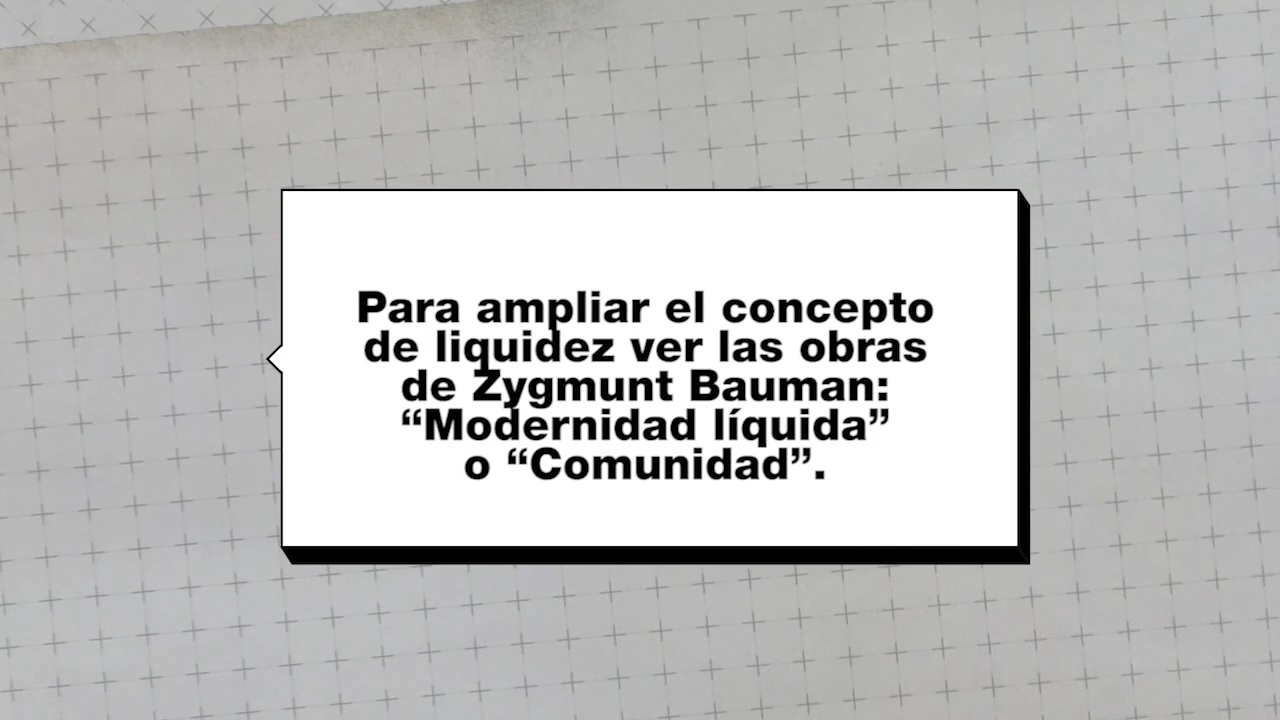 Para ampliar el concepto
de liquidez ver las obras
de Zygmunt Bauman:
“Modernidad líquida”
o “Comunidad”.